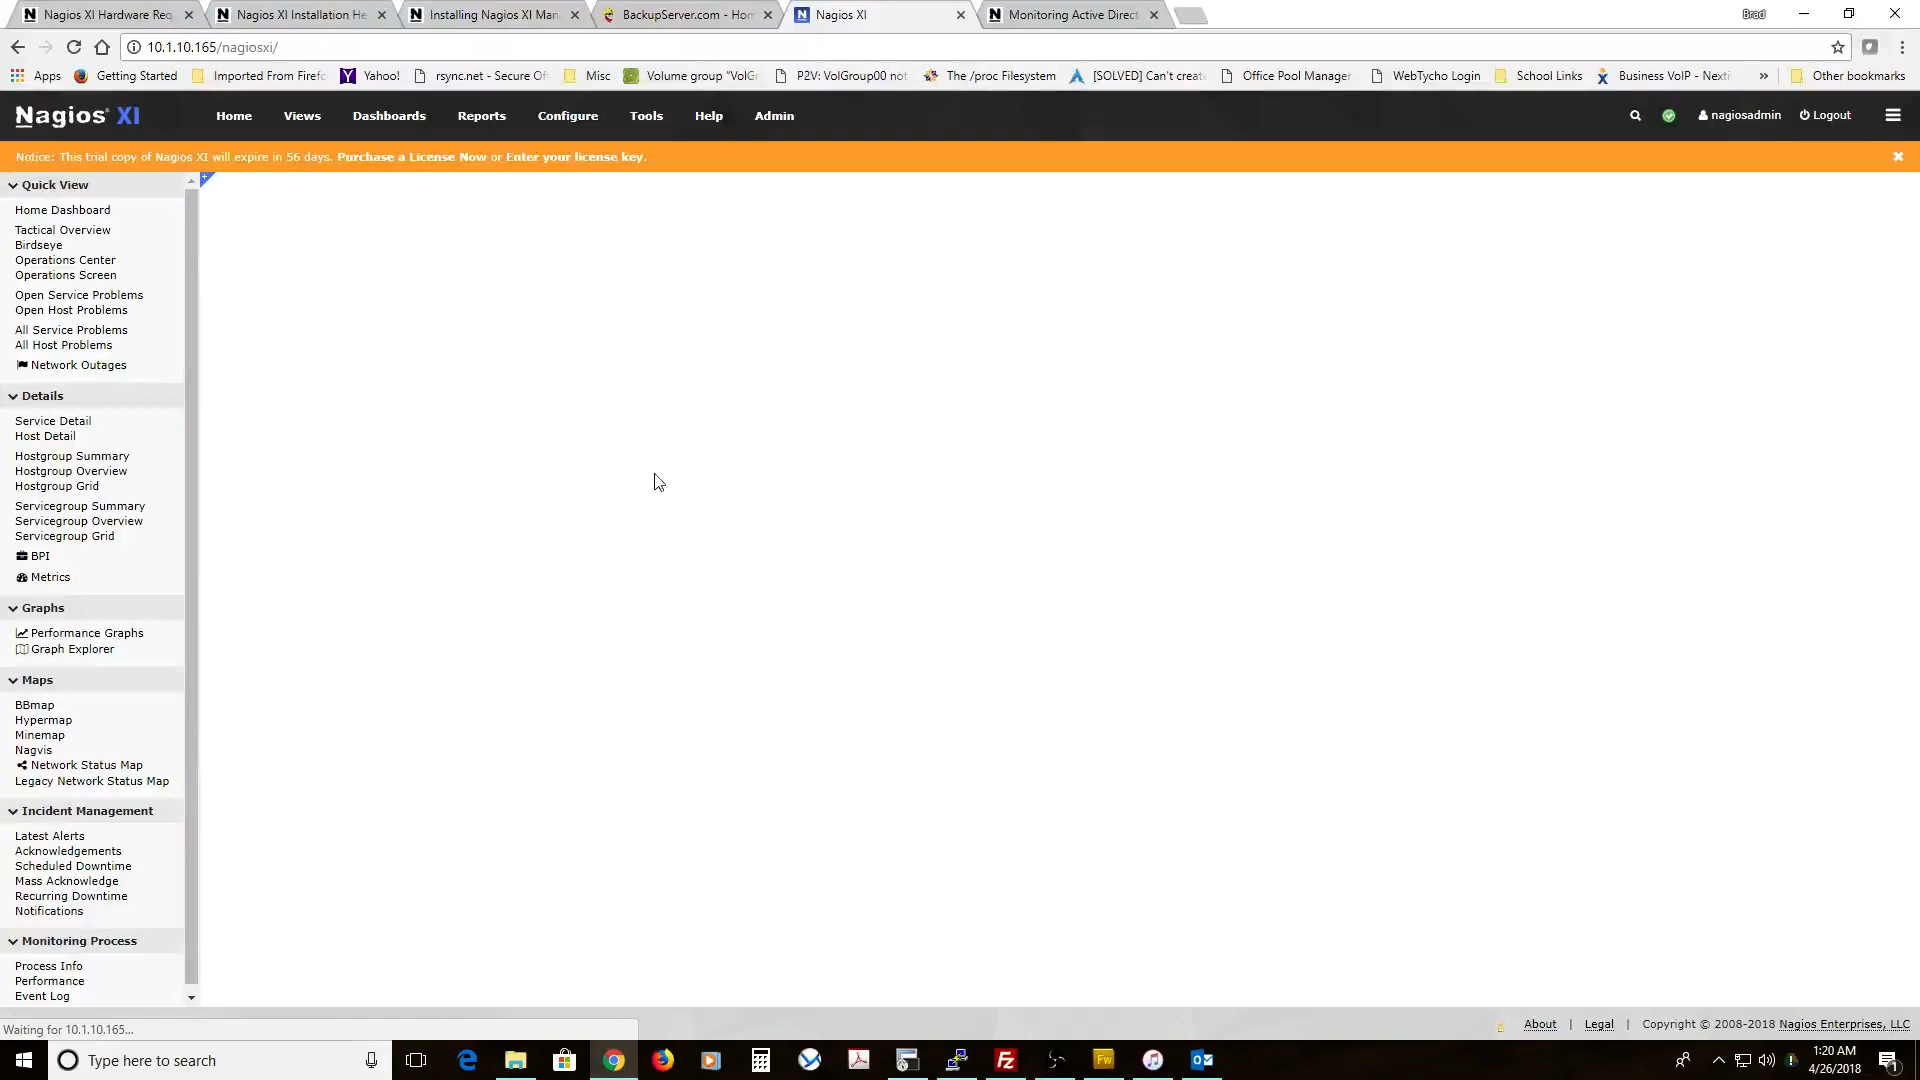 Nagios XI Hardware Req
Nagios XI Installation He
Installing Nagios XI Man
BackupServer.com - Hom
Nagios XI
Monitoring Active Direct
Brad
10.1.10.165/nagiosxi/
Apps
Getting Started
Imported From Firefo
Yahoo!
rsync.net - Secure Of
Misc
Volume group "VolGr
P2V: VolGroup00 not
The /proc Filesystem
[SOLVED] Can't create
Office Pool Manager
WebTycho Login
School Links
Business VoIP - Nexti
»
Other bookmarks
Nagios XI
Home
Views
Dashboards
Reports
Configure
Tools
Help
Admin
nagiosadmin
Logout
Notice: This trial copy of Nagios XI will expire in 56 days. Purchase a License Now or Enter your license key.
Quick View
Home Dashboard
Tactical Overview
Birdseye
Operations Center
Operations Screen
Open Service Problems
Open Host Problems
All Service Problems
All Host Problems
Network Outages
Details
Service Detail
Host Detail
Hostgroup Summary
Hostgroup Overview
Hostgroup Grid
Servicegroup Summary
Servicegroup Overview
Servicegroup Grid
BPI
Metrics
Graphs
Performance Graphs
Graph Explorer
Maps
BBmap
Hypermap
Minemap
Nagvis
Network Status Map
Legacy Network Status Map
Incident Management
Latest Alerts
Acknowledgements
Scheduled Downtime
Mass Acknowledge
Recurring Downtime
Notifications
Monitoring Process
Process Info
Performance
Event Log
Waiting for 10.1.10.165...
About | Legal | Copyright © 2008-2018 Nagios Enterprises, LLC
Type here to search
1:20 AM
4/26/2018